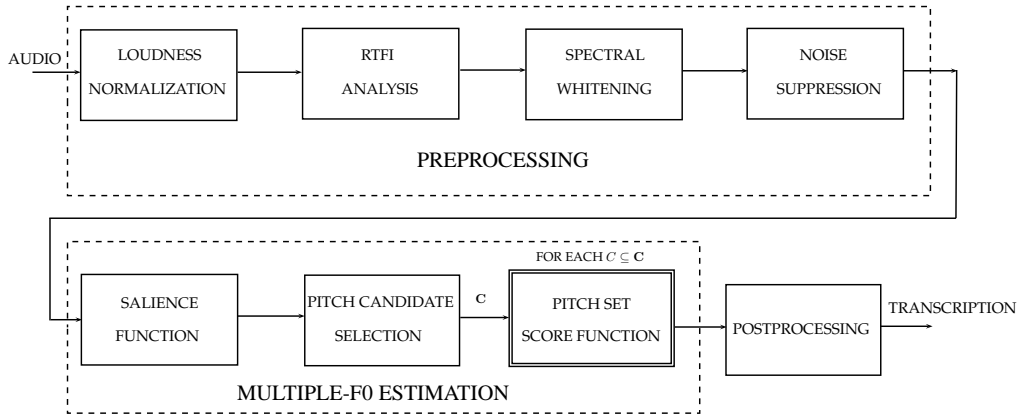 AUDIO
LOUDNESS
NORMALIZATION
RTFI
ANALYSIS
SPECTRAL
WHITENING
NOISE
SUPPRESSION
PREPROCESSING
SALIENCE
FUNCTION
PITCH CANDIDATE
SELECTION
C
FOR EACH C ⊆ C
PITCH SET
SCORE FUNCTION
POSTPROCESSING
TRANSCRIPTION
MULTIPLE-F0 ESTIMATION